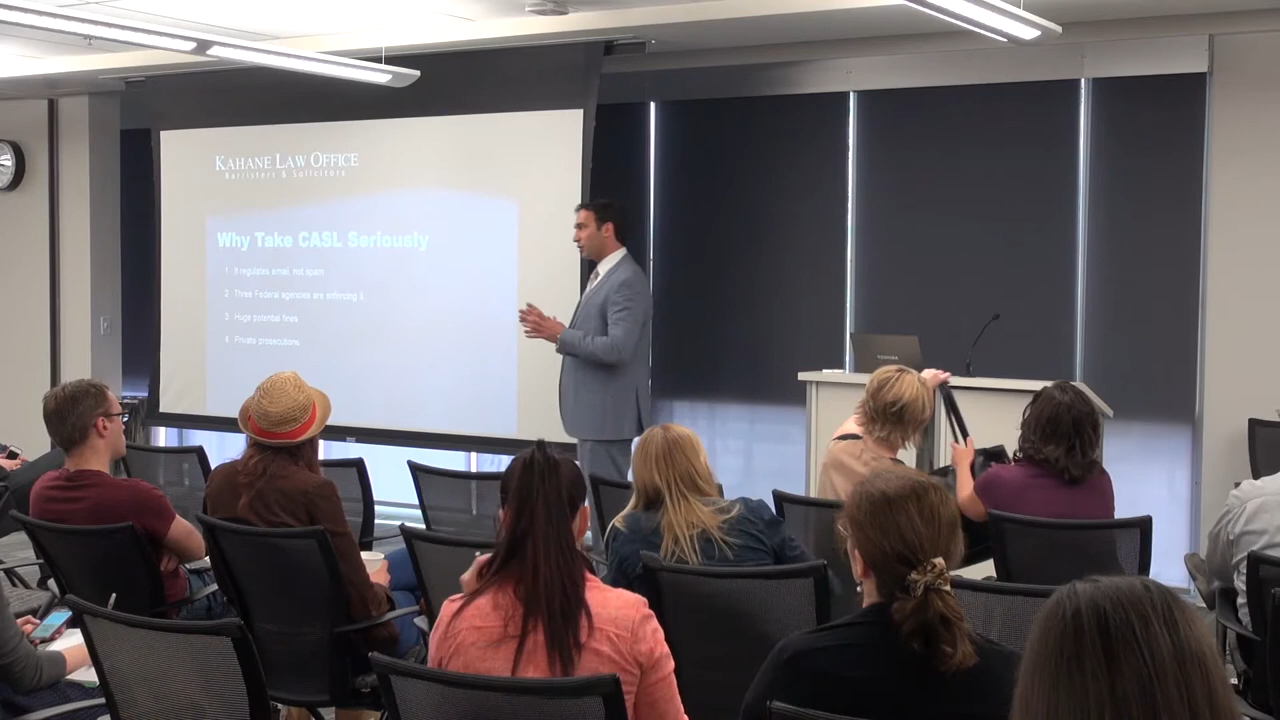 KAHANE LAW OFFICE
Barristers & Solicitors
Why Take CASL Seriously
1 It regulates email, not spam
2 Three Federal agencies are enforcing it
3 Huge potential fines
4 Private prosecutions
TOSHIBA